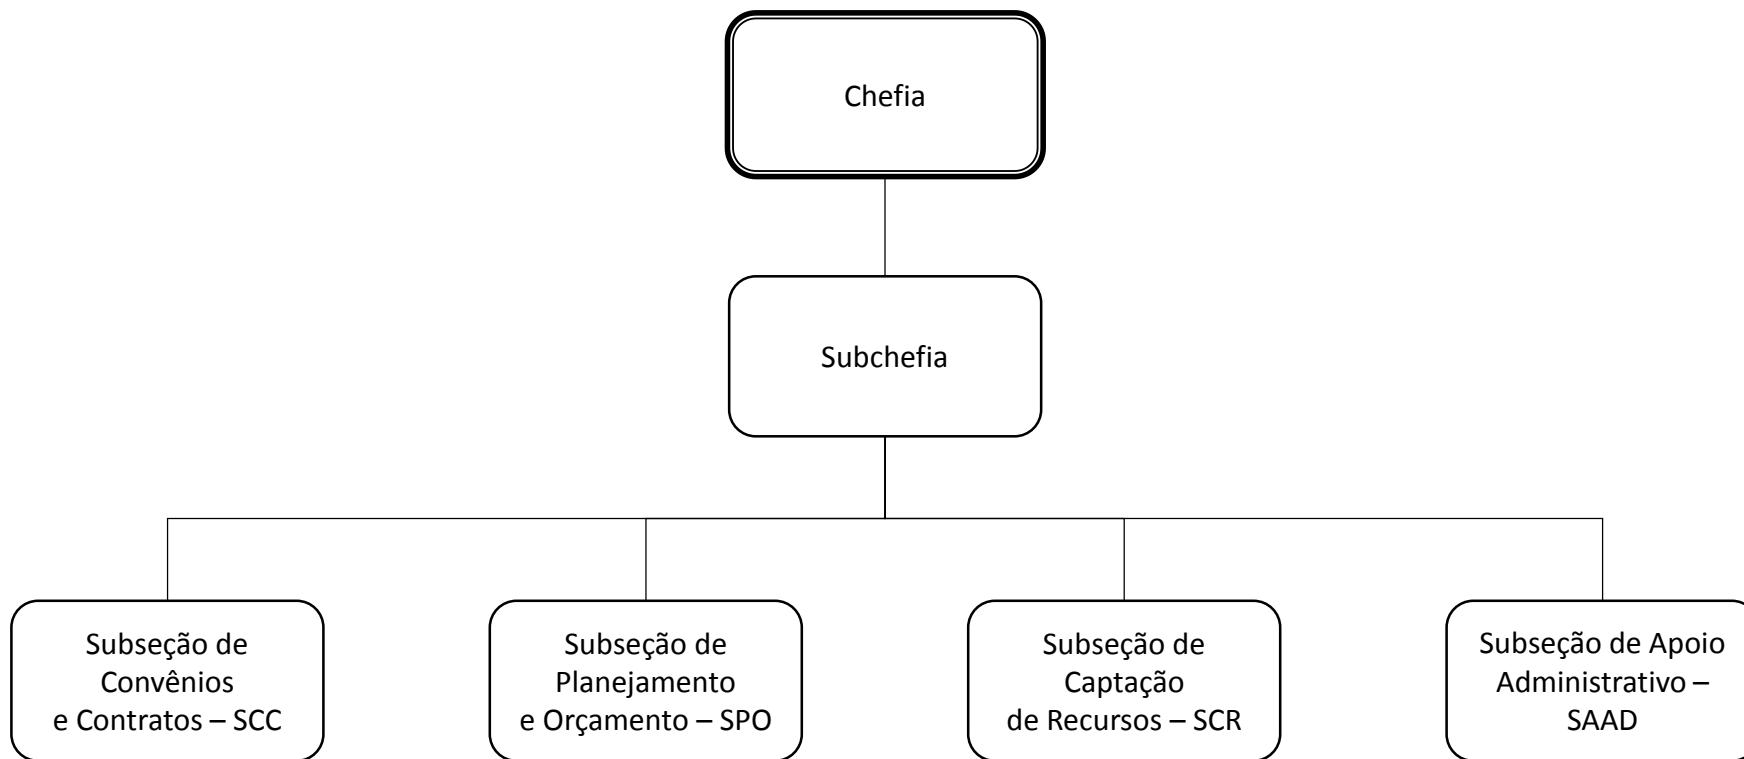 Chefia
Subchefia
Subseção de
Convênios
e Contratos – SCC
Subseção de
Planejamento
e Orçamento – SPO
Subseção de
Captação
de Recursos – SCR
Subseção de Apoio
Administrativo –
SAAD